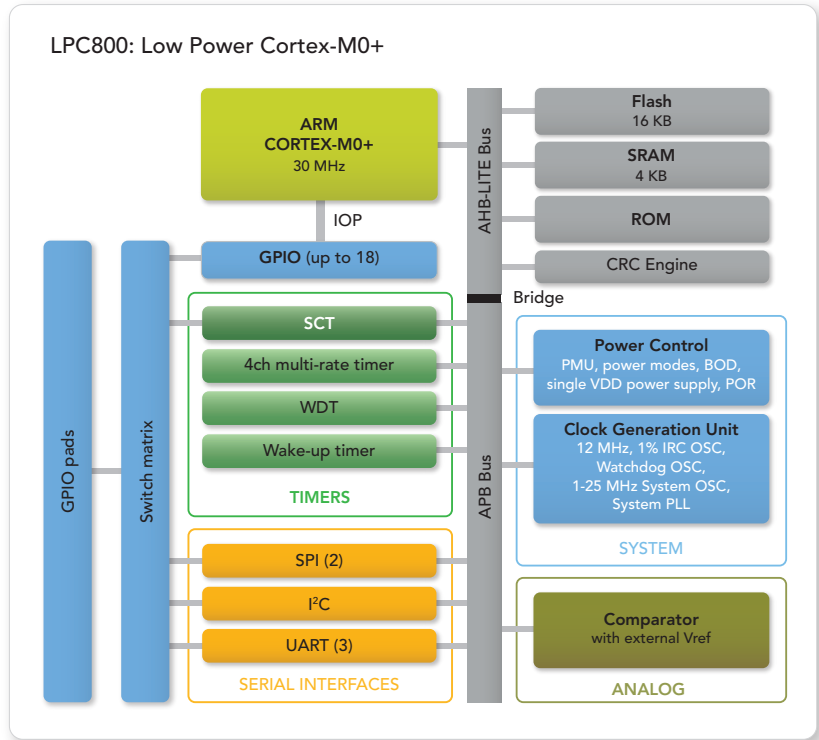 LPC800: Low Power Cortex-M0+
ARM
CORTEX-M0+
30 MHz
IOP
GPIO (up to 18)
GPIO pads
Switch matrix
SCT
4ch multi-rate timer
WDT
Wake-up timer
TIMERS
SPI (2)
I²C
UART (3)
SERIAL INTERFACES
AHB-LITE Bus
Bridge
APB Bus
Flash
16 KB
SRAM
4 KB
ROM
CRC Engine
Power Control
PMU, power modes, BOD,
single VDD power supply, POR
Clock Generation Unit
12 MHz, 1% IRC OSC,
Watchdog OSC,
1-25 MHz System OSC,
System PLL
SYSTEM
Comparator
with external Vref
ANALOG